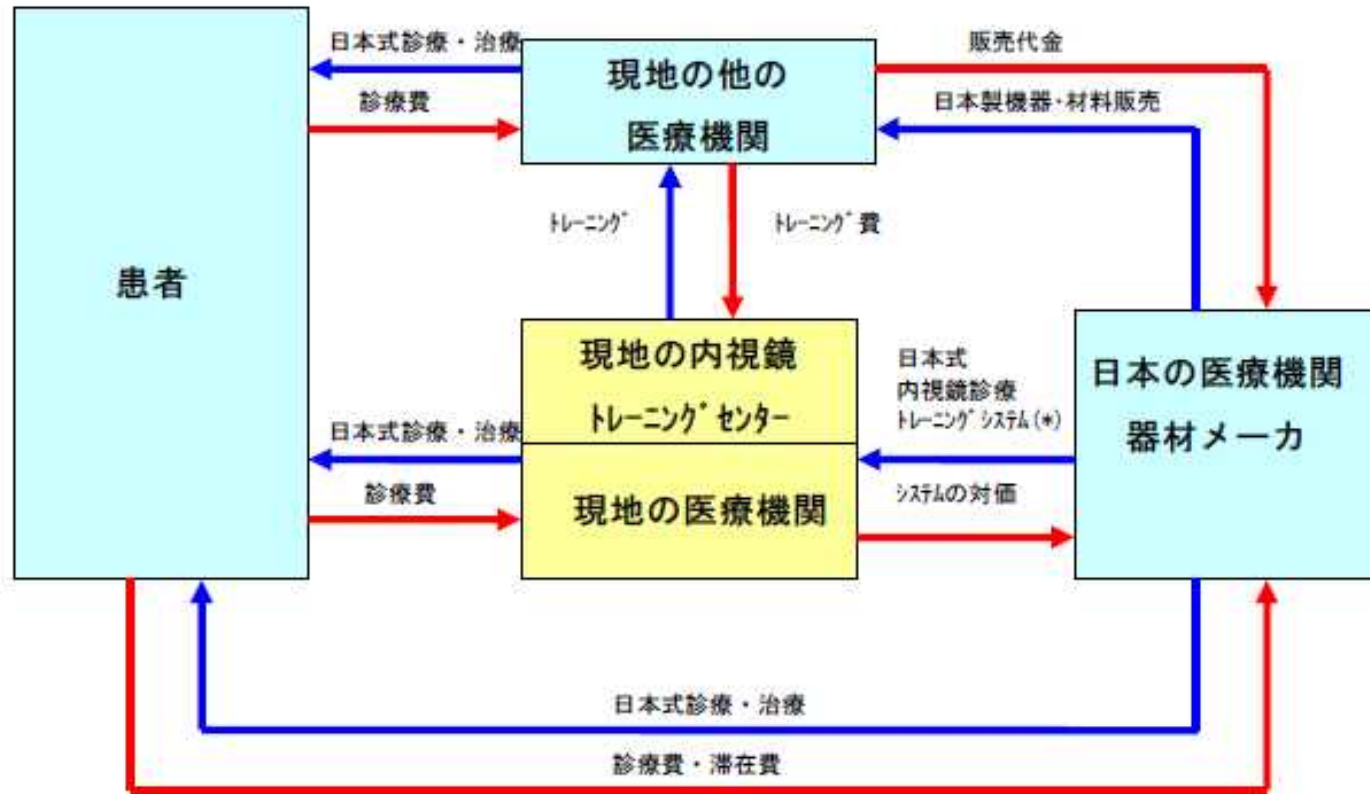 日本式診療・治療
診療費
現地の他の
医療機関
販売代金
日本製機器・材料販売
ﾄﾚｰﾆﾝｸﾞ
ﾄﾚｰﾆﾝｸﾞ費
患者
現地の内視鏡
ﾄﾚｰﾆﾝｸﾞセンター
日本式診療・治療
診療費
現地の医療機関
日本式
内視鏡診療
ﾄﾚｰﾆﾝｸﾞｼｽﾃﾑ(*)
ｼｽﾃﾑの対価
日本の医療機関
器材メーカ
日本式診療・治療
診療費・滞在費